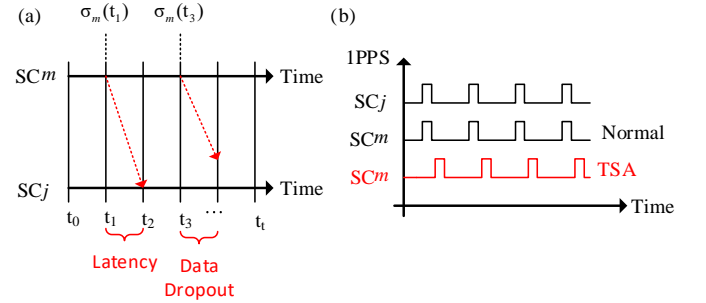 (a)
σm(t1)
σm(t3)
SCm
Time
SCj
Time
t0
t1
t2
t3
...
tt
Latency
Data
Dropout
(b)
1PPS
SCj
SCm
Normal
SCm
TSA
Time